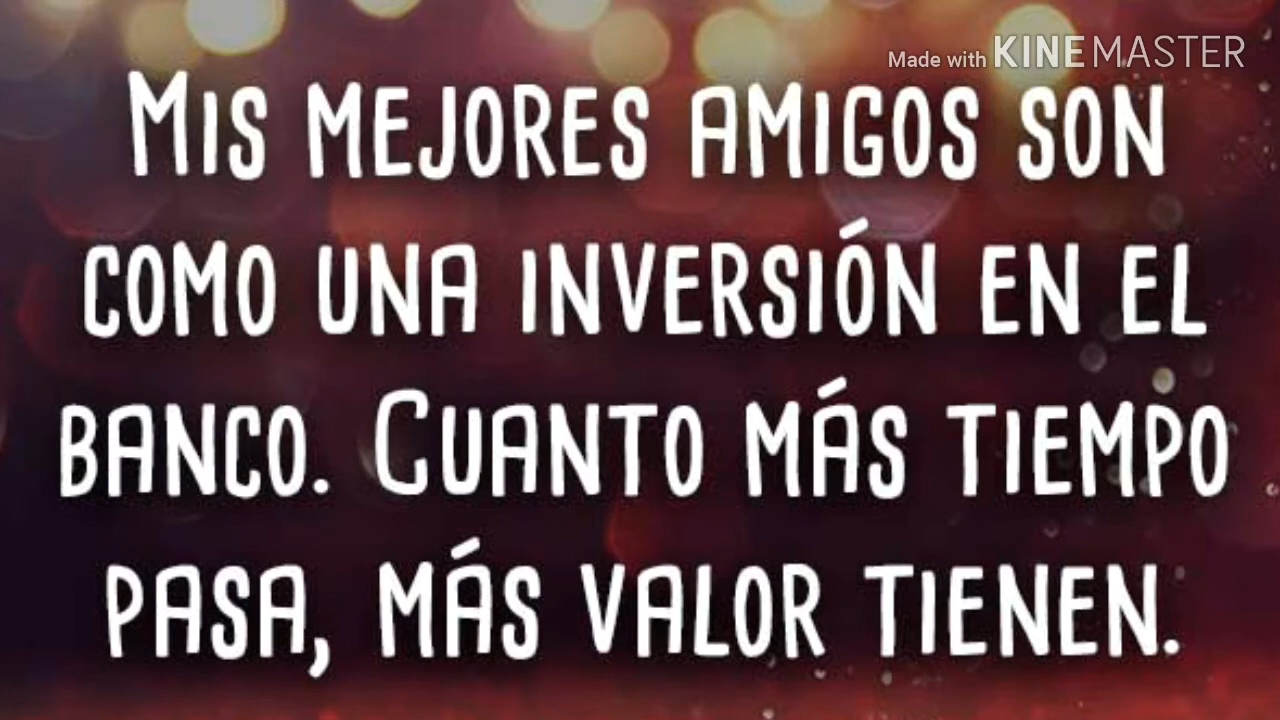 Made with KINEMASTER
MIS MEJORES AMIGOS SON
COMO UNA INVERSIÓN EN EL
BANCO. CUANTO MÁS TIEMPO
PASA, MÁS VALOR TIENEN.